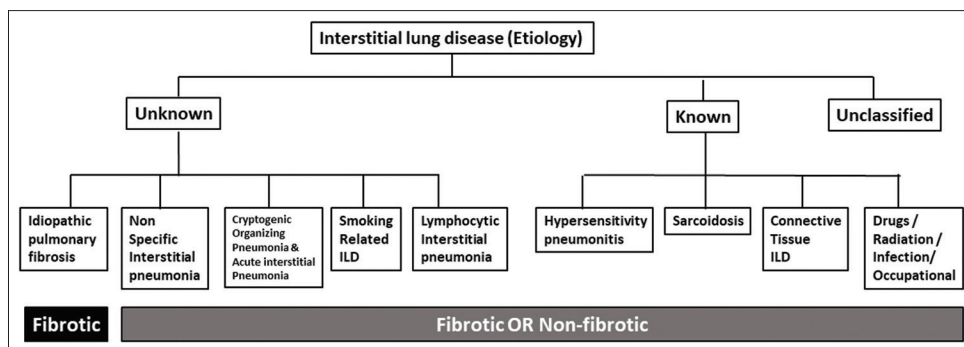 Interstitial lung disease (Etiology)
Unknown
Known
Unclassified
Idiopathic
pulmonary
fibrosis
Non
Specific
Interstitial
pneumonia
Cryptogenic
Organizing
Pneumonia &
Acute interstitial
Pneumonia
Smoking
Related
ILD
Lymphocytic
Interstitial
pneumonia
Hypersensitivity
pneumonitis
Sarcoidosis
Connective
Tissue
ILD
Drugs /
Radiation /
Infection/
Occupational
Fibrotic
Fibrotic OR Non-fibrotic